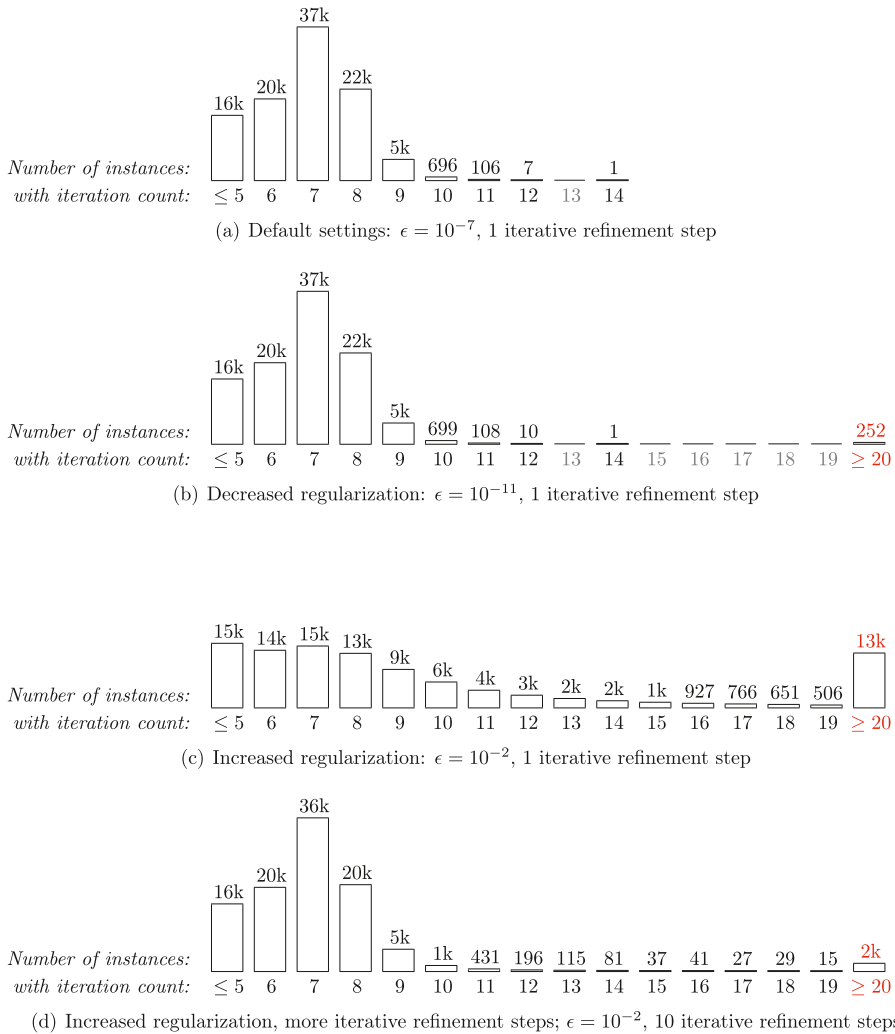 37k
22k
20k
16k
5k
696 106 7 1
Number of instances:
with iteration count: ≤ 5 6 7 8 9 10 11 12 13 14
(a) Default settings: ϵ = 10⁻⁷, 1 iterative refinement step
37k
22k
20k
16k
5k
699 108 10 1 252
Number of instances:
with iteration count: ≤ 5 6 7 8 9 10 11 12 13 14 15 16 17 18 19 ≥ 20
(b) Decreased regularization: ϵ = 10⁻¹¹, 1 iterative refinement step
15k 14k 15k 13k 9k 6k 4k 3k 2k 2k 1k 927 766 651 506 13k
Number of instances:
with iteration count: ≤ 5 6 7 8 9 10 11 12 13 14 15 16 17 18 19 ≥ 20
(c) Increased regularization: ϵ = 10⁻², 1 iterative refinement step
36k
20k 20k
16k
5k
1k 431 196 115 81 37 41 27 29 15 2k
Number of instances:
with iteration count: ≤ 5 6 7 8 9 10 11 12 13 14 15 16 17 18 19 ≥ 20
(d) Increased regularization, more iterative refinement steps; ϵ = 10⁻², 10 iterative refinement steps